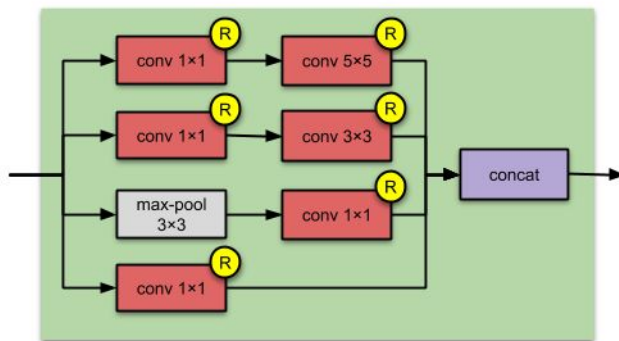 R
R
conv 1×1
conv 5×5
R
R
conv 1×1
conv 3×3
R
max-pool
3×3
conv 1×1
concat
R
conv 1×1